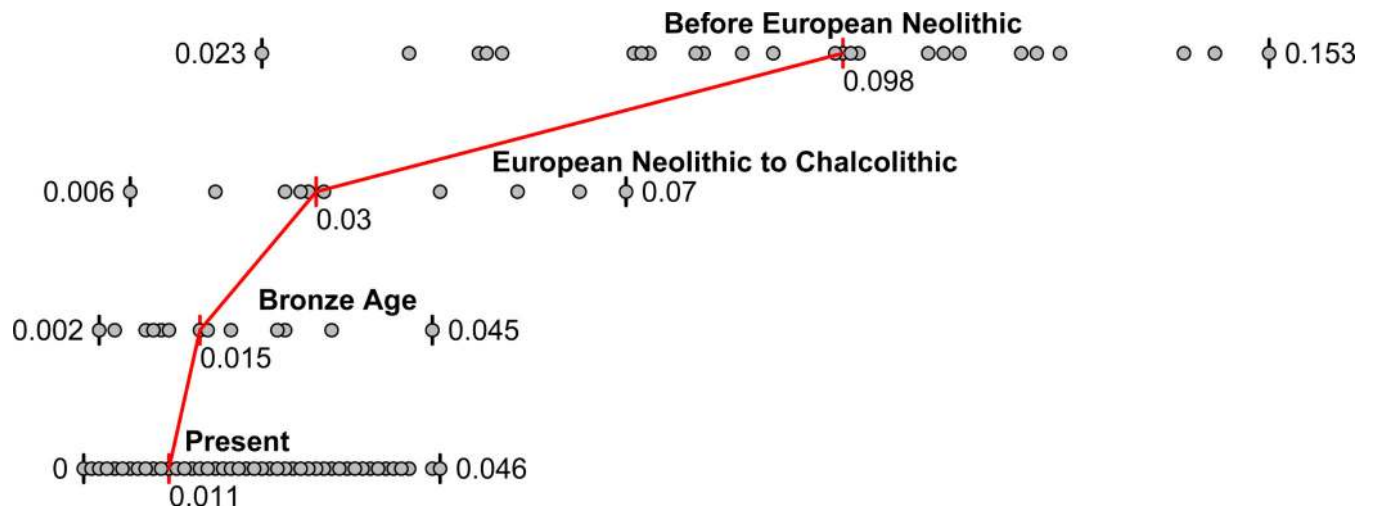 Before European Neolithic
0.023 0.153
0.098
European Neolithic to Chalcolithic
0.006 0.07
0.03
Bronze Age
0.002 0.045
0.015
Present
0 0.046
0.011